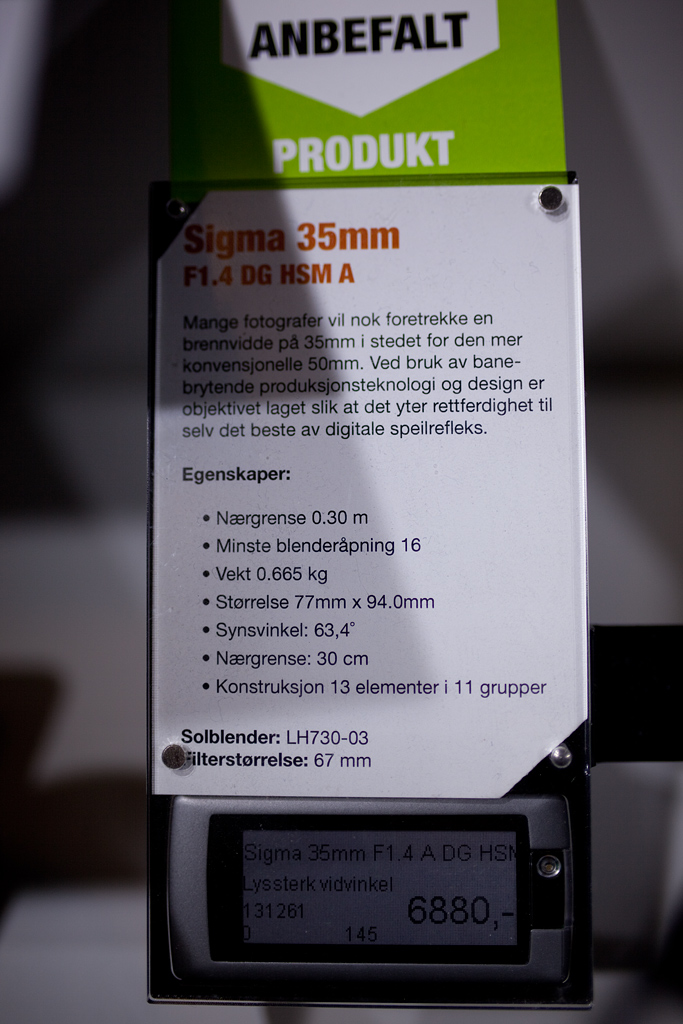 ANBEFALT
PRODUKT
Sigma 35mm
F1.4 DG HSM A
Mange fotografer vil nok foretrekke en
brennvidde på 35mm i stedet for den mer
konvensjonelle 50mm. Ved bruk av bane-
brytende produksjonsteknologi og design er
objektivet laget slik at det yter rettferdighet til
selv det beste av digitale speilrefleks.
Egenskaper:
• Nærgrense 0.30 m
• Minste blenderåpning 16
• Vekt 0.665 kg
• Størrelse 77mm x 94.0mm
• Synsvinkel: 63,4°
• Nærgrense: 30 cm
• Konstruksjon 13 elementer i 11 grupper
Solblender: LH730-03
Filterstørrelse: 67 mm
Sigma 35mm F1.4 A DG HSM
Lyssterk vidvinkel
131261 6880,-
0 145